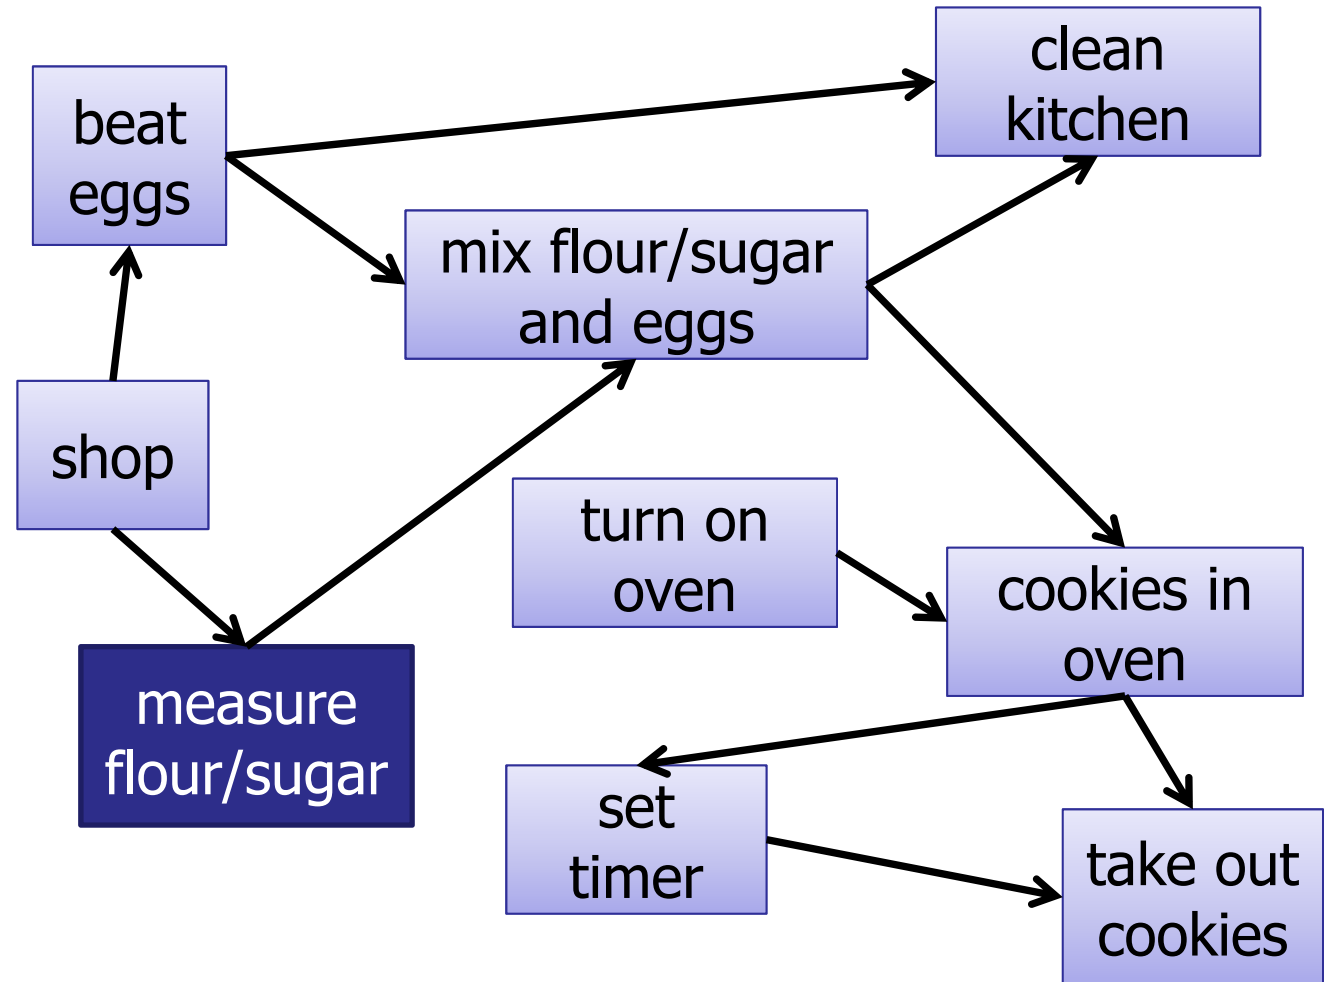 beat
eggs
clean
kitchen
mix flour/sugar
and eggs
shop
turn on
oven
cookies in
oven
measure
flour/sugar
set
timer
take out
cookies